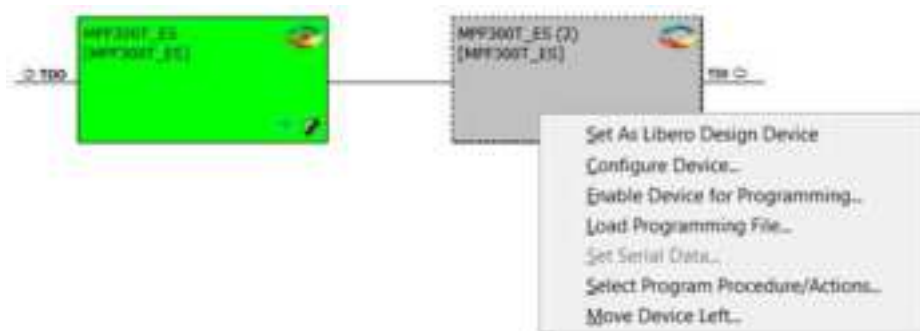 MPF300T_ES
[MPF300T_ES]
MPF300T_ES (2)
[MPF300T_ES]
TDO
TDI
Set As Libero Design Device
Configure Device...
Enable Device for Programming...
Load Programming File...
Set Serial Data...
Select Program Procedure/Actions...
Move Device Left...